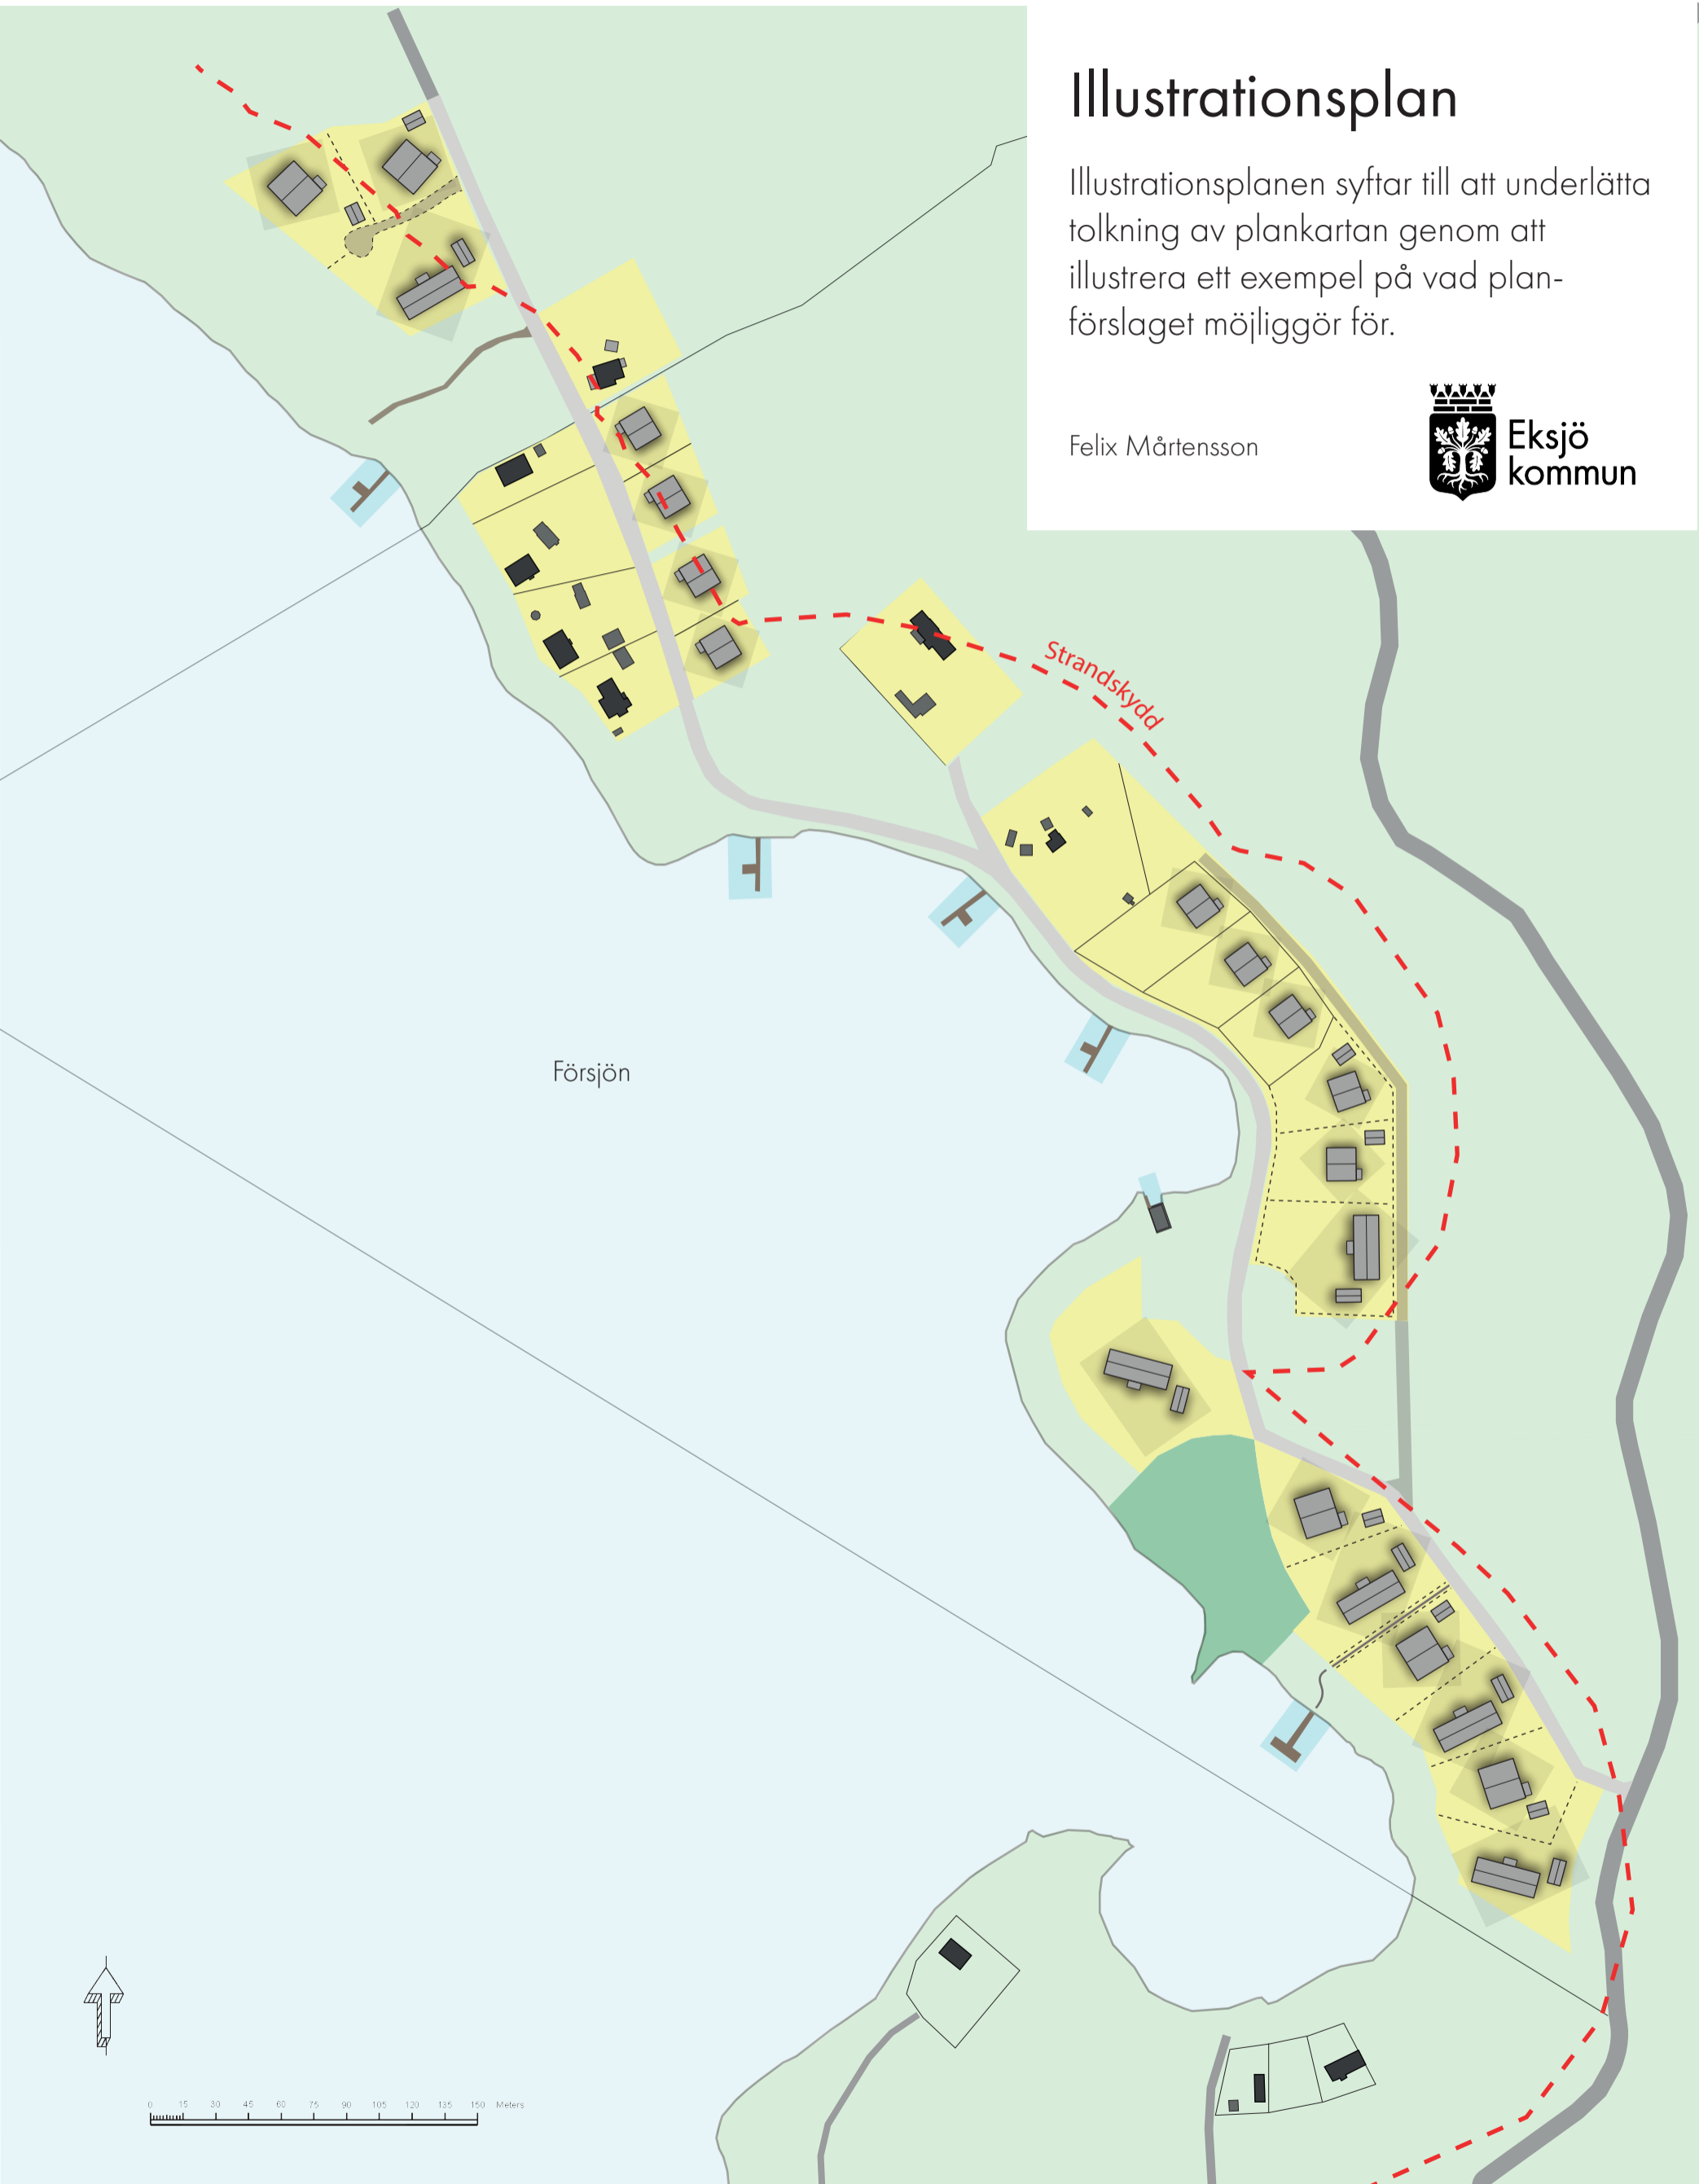 Illustrationsplan
Illustrationsplanen syftar till att underlätta
tolkning av plankartan genom att
illustrera ett exempel på vad plan-
förslaget möjliggör för.
Felix Mårtensson
Eksjö
kommun
Strandskydd
Försjön
0 15 30 45 60 75 90 105 120 135 150 Meters